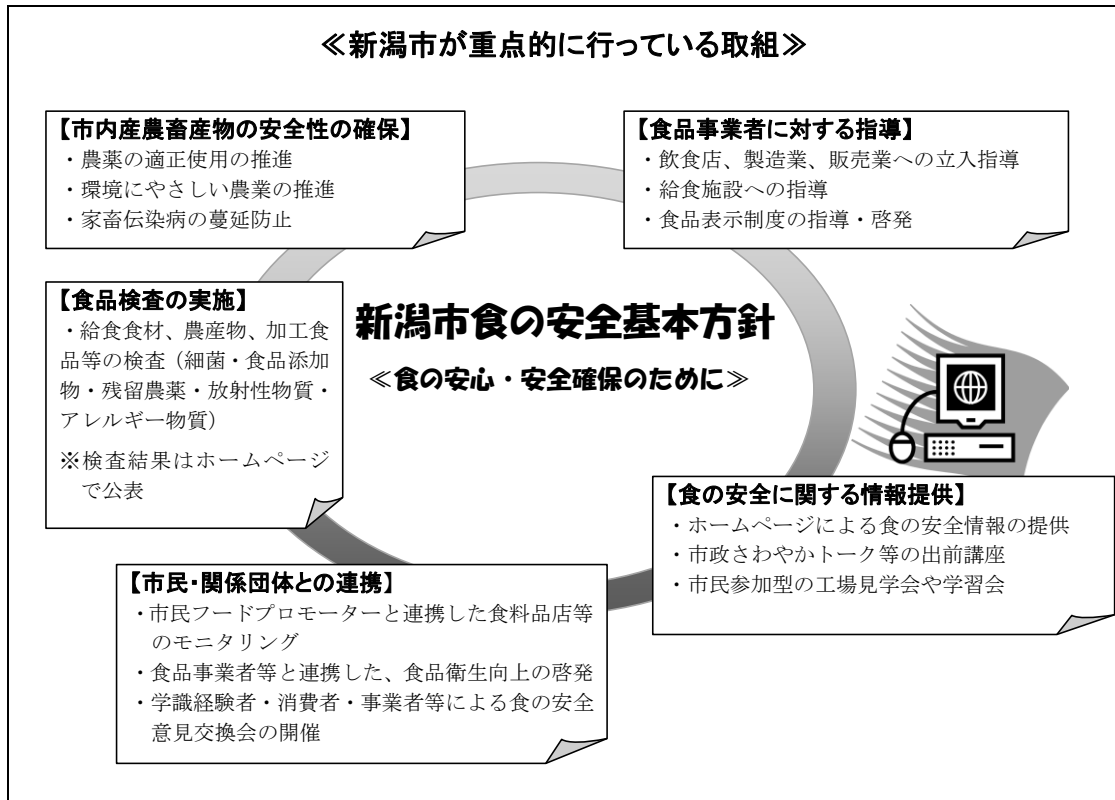 ≪新潟市が重点的に行っている取組≫
【市内産農畜産物の安全性の確保】
・農薬の適正使用の推進
・環境にやさしい農業の推進
・家畜伝染病の蔓延防止
【食品事業者に対する指導】
・飲食店、製造業、販売業への立入指導
・給食施設への指導
・食品表示制度の指導・啓発
【食品検査の実施】
・給食食材、農産物、加工食
品等の検査（細菌・食品添加
物・残留農薬・放射性物質・
アレルギー物質）
※検査結果はホームページ
で公表
新潟市食の安全基本方針
≪食の安心・安全確保のために≫
【食の安全に関する情報提供】
・ホームページによる食の安全情報の提供
・市政さわやかトーク等の出前講座
・市民参加型の工場見学会や学習会
【市民・関係団体との連携】
・市民フードプロモーターと連携した食料品店等
のモニタリング
・食品事業者等と連携した、食品衛生向上の啓発
・学識経験者・消費者・事業者等による食の安全
意見交換会の開催